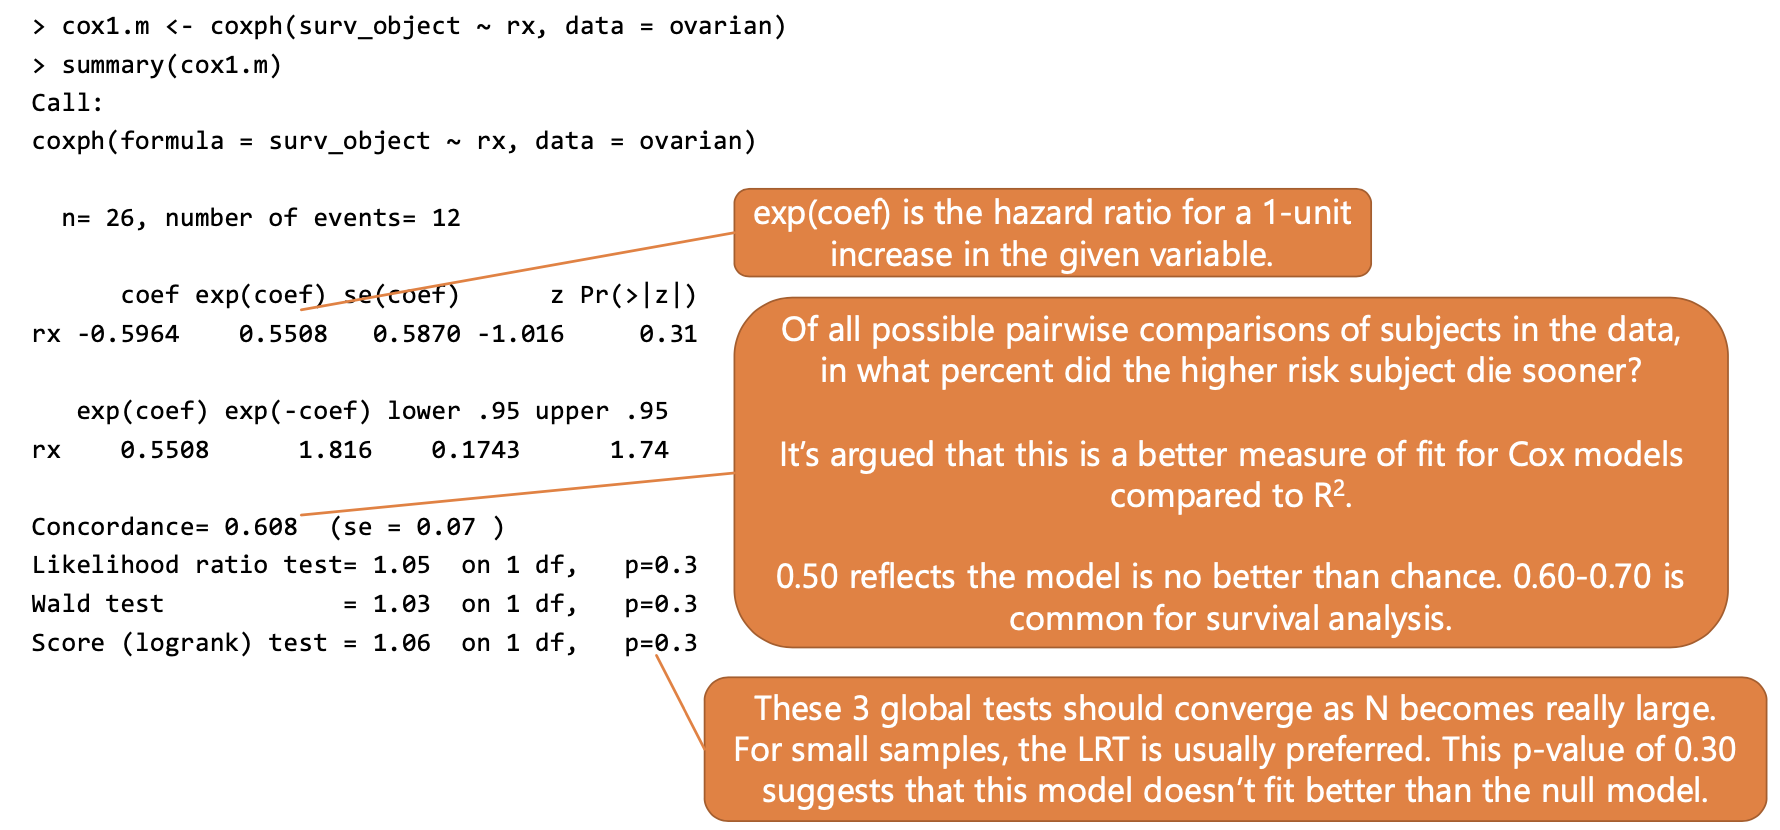 > cox1.m <- coxph(surv_object ~ rx, data = ovarian)
> summary(cox1.m)
Call:
coxph(formula = surv_object ~ rx, data = ovarian)
n= 26, number of events= 12
coef exp(coef) se(coef) z Pr(>|z|)
rx -0.5964 0.5508 0.5870 -1.016 0.31
exp(coef) exp(-coef) lower .95 upper .95
rx 0.5508 1.816 0.1743 1.74
Concordance= 0.608 (se = 0.07 )
Likelihood ratio test= 1.05 on 1 df, p=0.3
Wald test = 1.03 on 1 df, p=0.3
Score (logrank) test = 1.06 on 1 df, p=0.3
exp(coef) is the hazard ratio for a 1-unit
increase in the given variable.
Of all possible pairwise comparisons of subjects in the data,
in what percent did the higher risk subject die sooner?
It’s argued that this is a better measure of fit for Cox models
compared to R².
0.50 reflects the model is no better than chance. 0.60-0.70 is
common for survival analysis.
These 3 global tests should converge as N becomes really large.
For small samples, the LRT is usually preferred. This p-value of 0.30
suggests that this model doesn’t fit better than the null model.